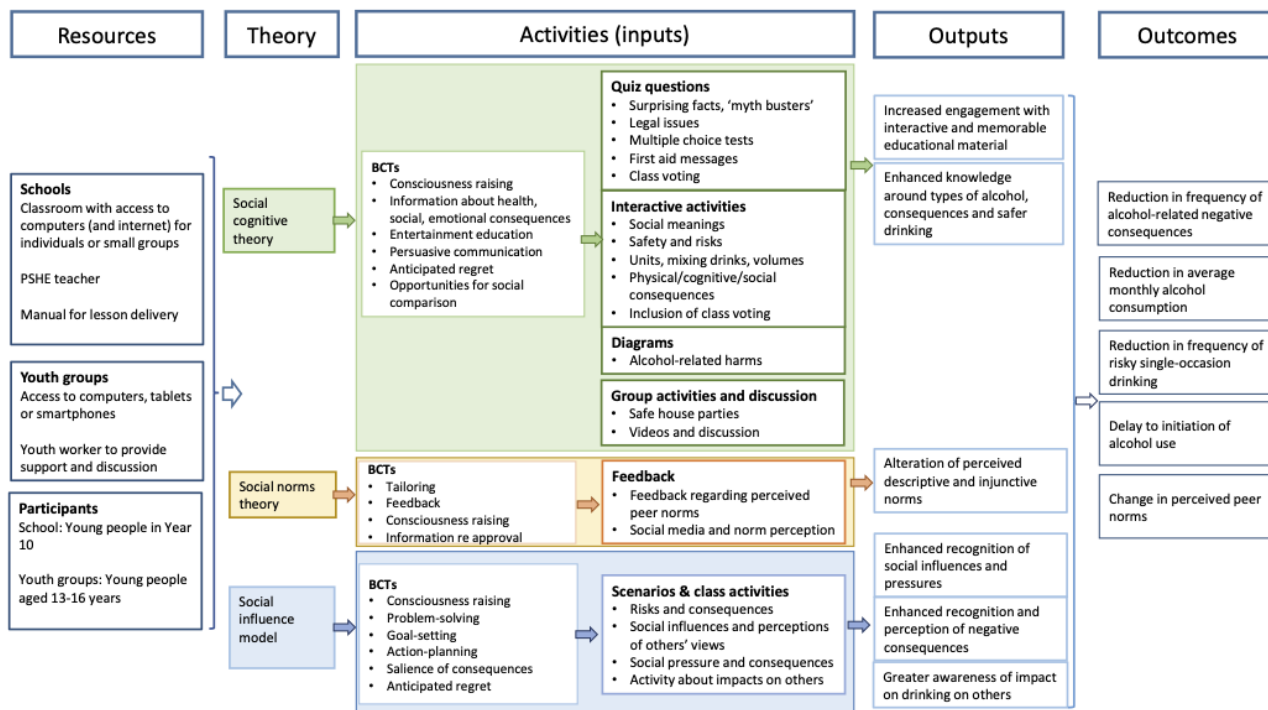 Resources
Theory
Activities (inputs)
Outputs
Outcomes
Schools
Classroom with access to
computers (and internet) for
individuals or small groups
PSHE teacher
Manual for lesson delivery
Youth groups
Access to computers, tablets
or smartphones
Youth worker to provide
support and discussion
Participants
School: Young people in Year
10
Youth groups: Young people
aged 13-16 years
Social
cognitive
theory
BCTs
• Consciousness raising
• Information about health,
social, emotional consequences
• Entertainment education
• Persuasive communication
• Anticipated regret
• Opportunities for social
comparison
Quiz questions
• Surprising facts, ‘myth busters’
• Legal issues
• Multiple choice tests
• First aid messages
• Class voting
Interactive activities
• Social meanings
• Safety and risks
• Units, mixing drinks, volumes
• Physical/cognitive/social
consequences
• Inclusion of class voting
Diagrams
• Alcohol-related harms
Group activities and discussion
• Safe house parties
• Videos and discussion
Increased engagement with
interactive and memorable
educational material
Enhanced knowledge
around types of alcohol,
consequences and safer
drinking
Social norms
theory
BCTs
• Tailoring
• Feedback
• Consciousness raising
• Information re approval
Feedback
• Feedback regarding perceived
peer norms
• Social media and norm perception
Alteration of perceived
descriptive and injunctive
norms
Social
influence
model
BCTs
• Consciousness raising
• Problem-solving
• Goal-setting
• Action-planning
• Salience of consequences
• Anticipated regret
Scenarios & class activities
• Risks and consequences
• Social influences and perceptions
of others’ views
• Social pressure and consequences
• Activity about impacts on others
Enhanced recognition of
social influences and
pressures
Enhanced recognition and
perception of negative
consequences
Greater awareness of impact
on drinking on others
Reduction in frequency of
alcohol-related negative
consequences
Reduction in average
monthly alcohol
consumption
Reduction in frequency of
risky single-occasion
drinking
Delay to initiation of
alcohol use
Change in perceived peer
norms